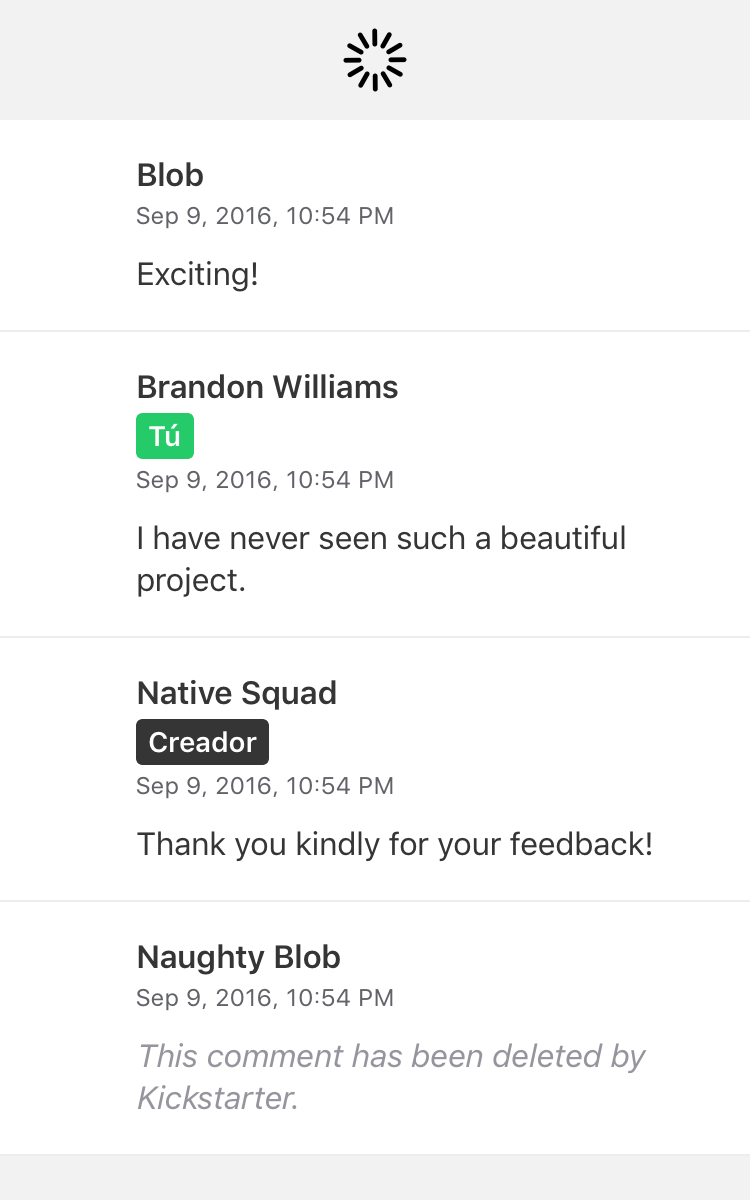 Blob
Sep 9, 2016, 10:54 PM
Exciting!
Brandon Williams
Tú
Sep 9, 2016, 10:54 PM
I have never seen such a beautiful
project.
Native Squad
Creador
Sep 9, 2016, 10:54 PM
Thank you kindly for your feedback!
Naughty Blob
Sep 9, 2016, 10:54 PM
This comment has been deleted by
Kickstarter.